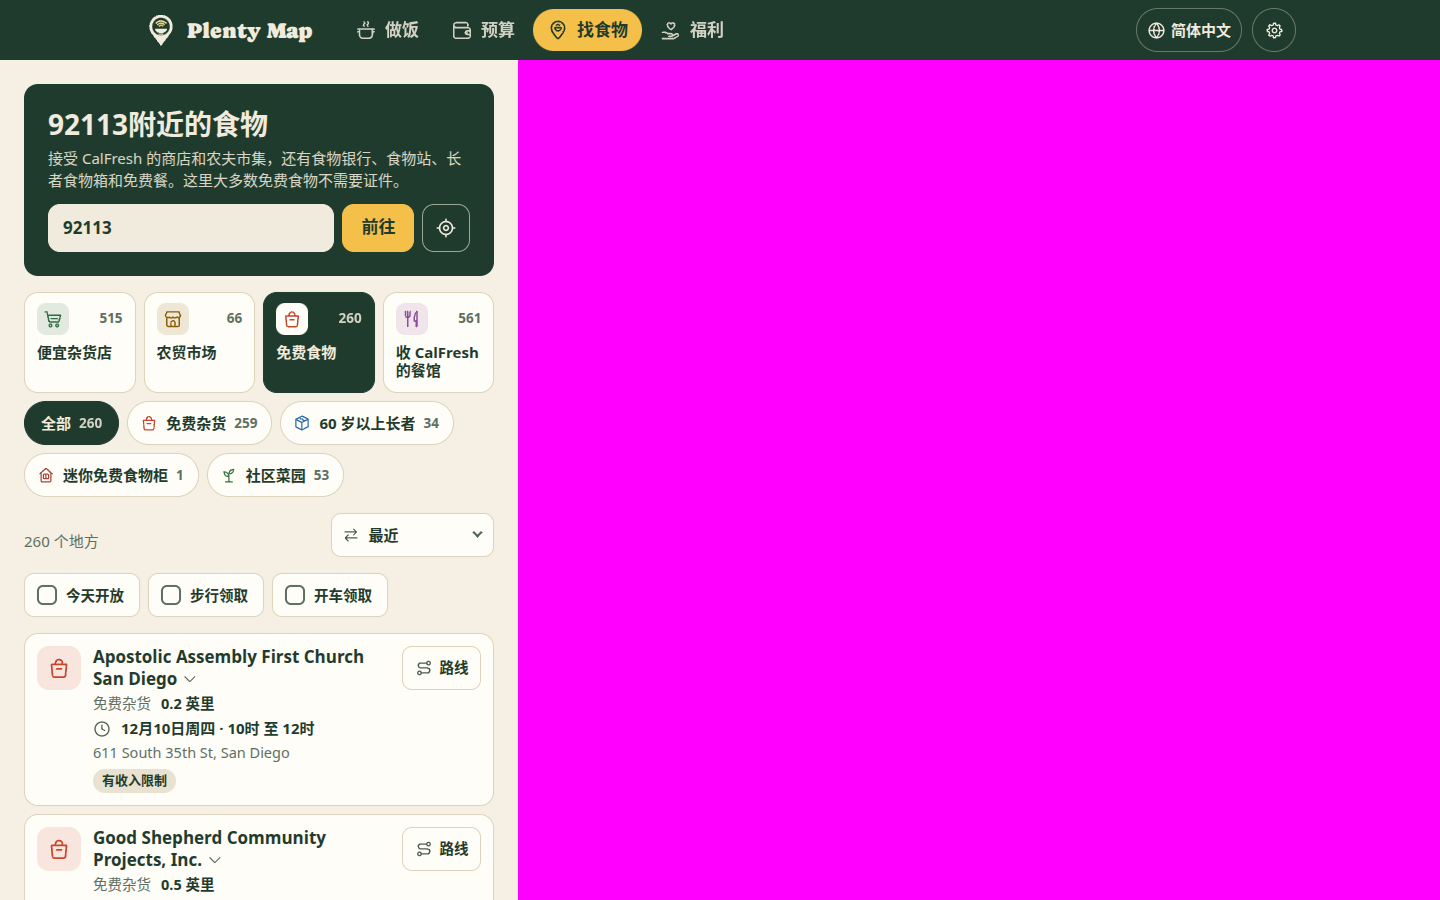 Plenty Map
做饭
预算
找食物
福利
简体中文
92113附近的食物
接受 CalFresh 的商店和农夫市集，还有食物银行、食物站、长
者食物箱和免费餐。这里大多数免费食物不需要证件。
92113
前往
515
便宜杂货店
66
农贸市场
260
免费食物
561
收 CalFresh
的餐馆
全部 260
免费杂货 259
60 岁以上长者 34
迷你免费食物柜 1
社区菜园 53
260 个地方
最近
今天开放
步行领取
开车领取
Apostolic Assembly First Church
San Diego
路线
免费杂货 0.2 英里
12月10日周四 · 10时 至 12时
611 South 35th St, San Diego
有收入限制
Good Shepherd Community
Projects, Inc.
路线
免费杂货 0.5 英里